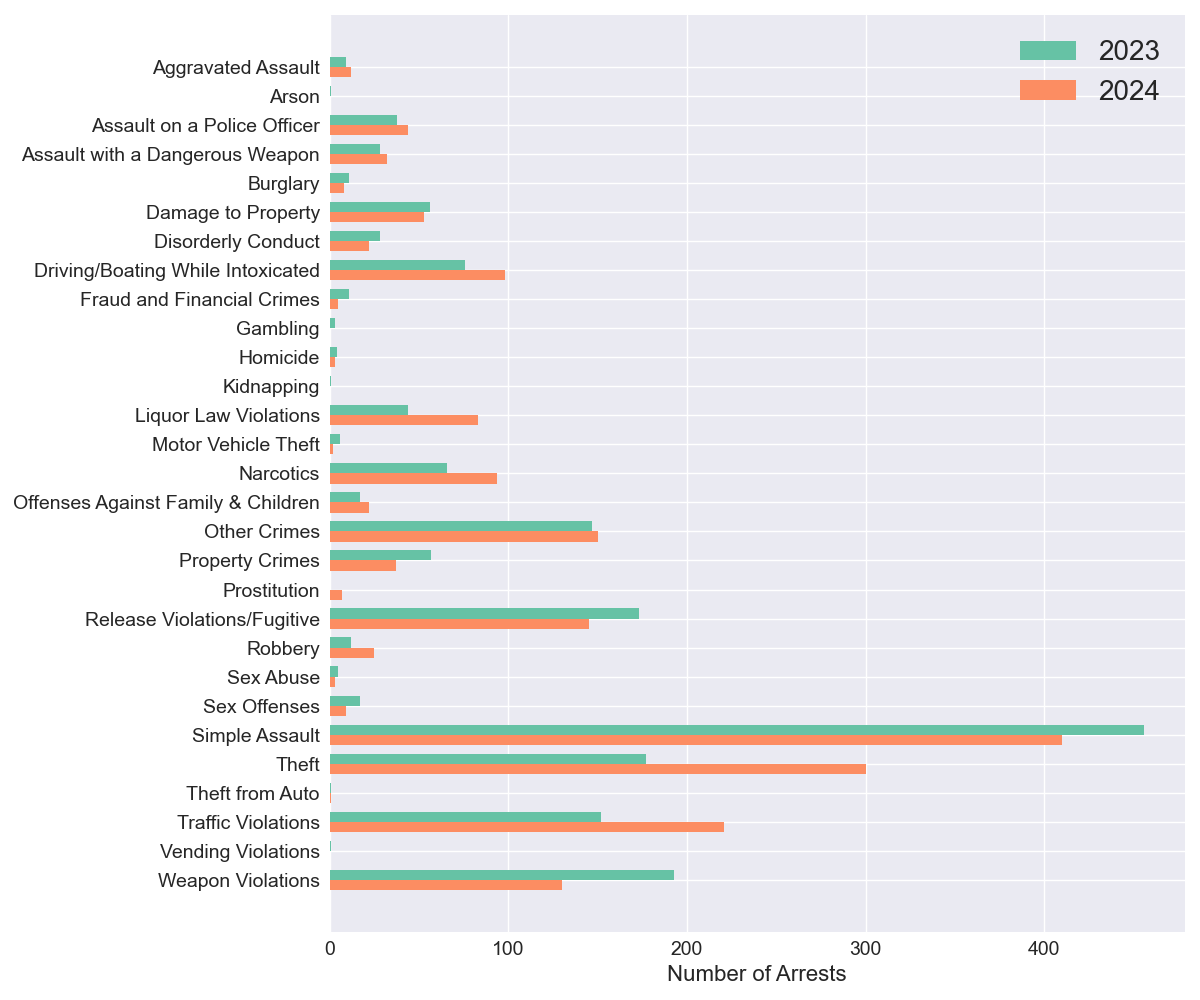 2023
2024
Aggravated Assault
Arson
Assault on a Police Officer
Assault with a Dangerous Weapon
Burglary
Damage to Property
Disorderly Conduct
Driving/Boating While Intoxicated
Fraud and Financial Crimes
Gambling
Homicide
Kidnapping
Liquor Law Violations
Motor Vehicle Theft
Narcotics
Offenses Against Family & Children
Other Crimes
Property Crimes
Prostitution
Release Violations/Fugitive
Robbery
Sex Abuse
Sex Offenses
Simple Assault
Theft
Theft from Auto
Traffic Violations
Vending Violations
Weapon Violations
0 100 200 300 400
Number of Arrests